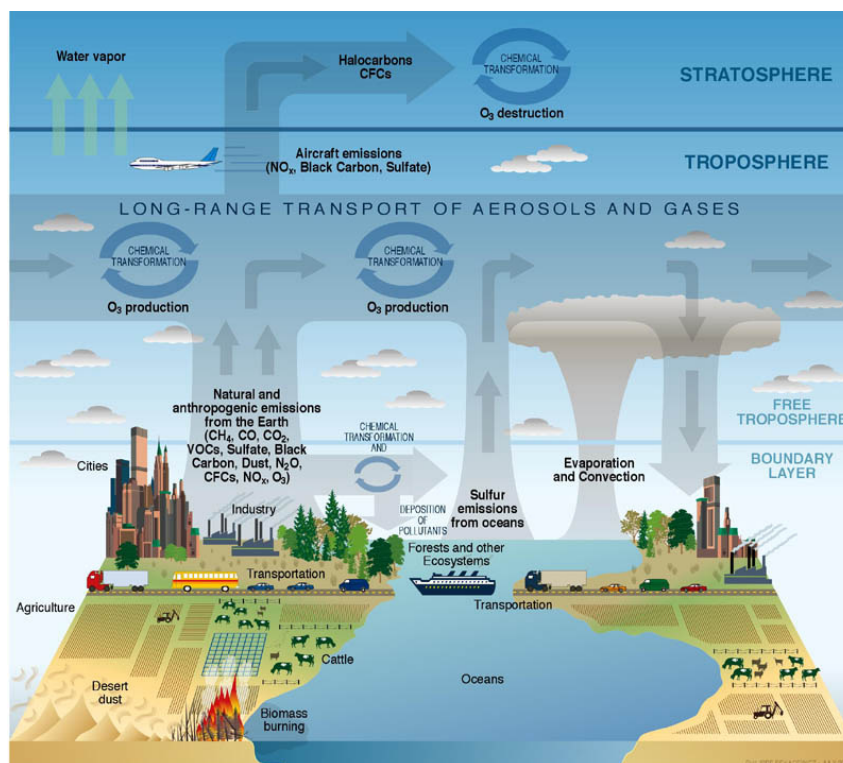 Water vapor
Halocarbons
CFCs
CHEMICAL
TRANSFORMATION
O₃ destruction
STRATOSPHERE
Aircraft emissions
(NOₓ, Black Carbon, Sulfate)
TROPOSPHERE
LONG-RANGE TRANSPORT OF AEROSOLS AND GASES
CHEMICAL
TRANSFORMATION
O₃ production
CHEMICAL
TRANSFORMATION
O₃ production
Natural and
anthropogenic emissions
from the Earth
(CH₄, CO, CO₂,
VOCs, Sulfate, Black
Carbon, Dust, N₂O,
CFCs, NOₓ, O₃)
CHEMICAL
TRANSFORMATION
AND
DEPOSITION
OF
POLLUTANTS
FREE
TROPOSPHERE
BOUNDARY
LAYER
Cities
Industry
Sulfur
emissions
from oceans
Evaporation
and Convection
Forests and other
Ecosystems
Transportation
Transportation
Agriculture
Cattle
Desert
dust
Biomass
burning
Oceans